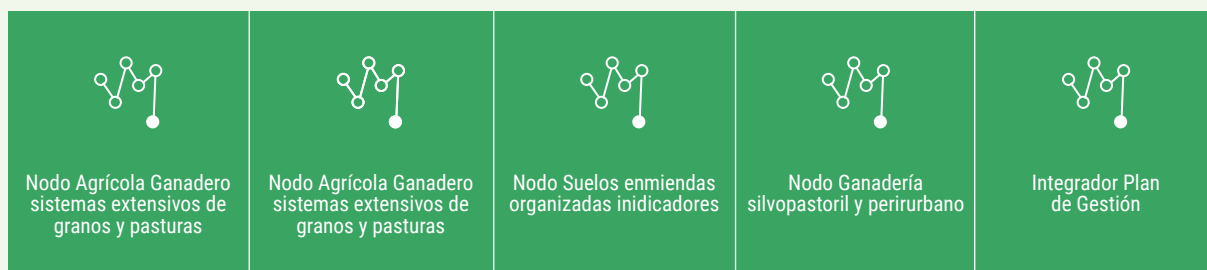 Nodo Agrícola Ganadero
sistemas extensivos de
granos y pasturas
Nodo Agrícola Ganadero
sistemas extensivos de
granos y pasturas
Nodo Suelos enmiendas
organizadas inidicadores
Nodo Ganadería
silvopastoril y perirurbano
Integrador Plan
de Gestión